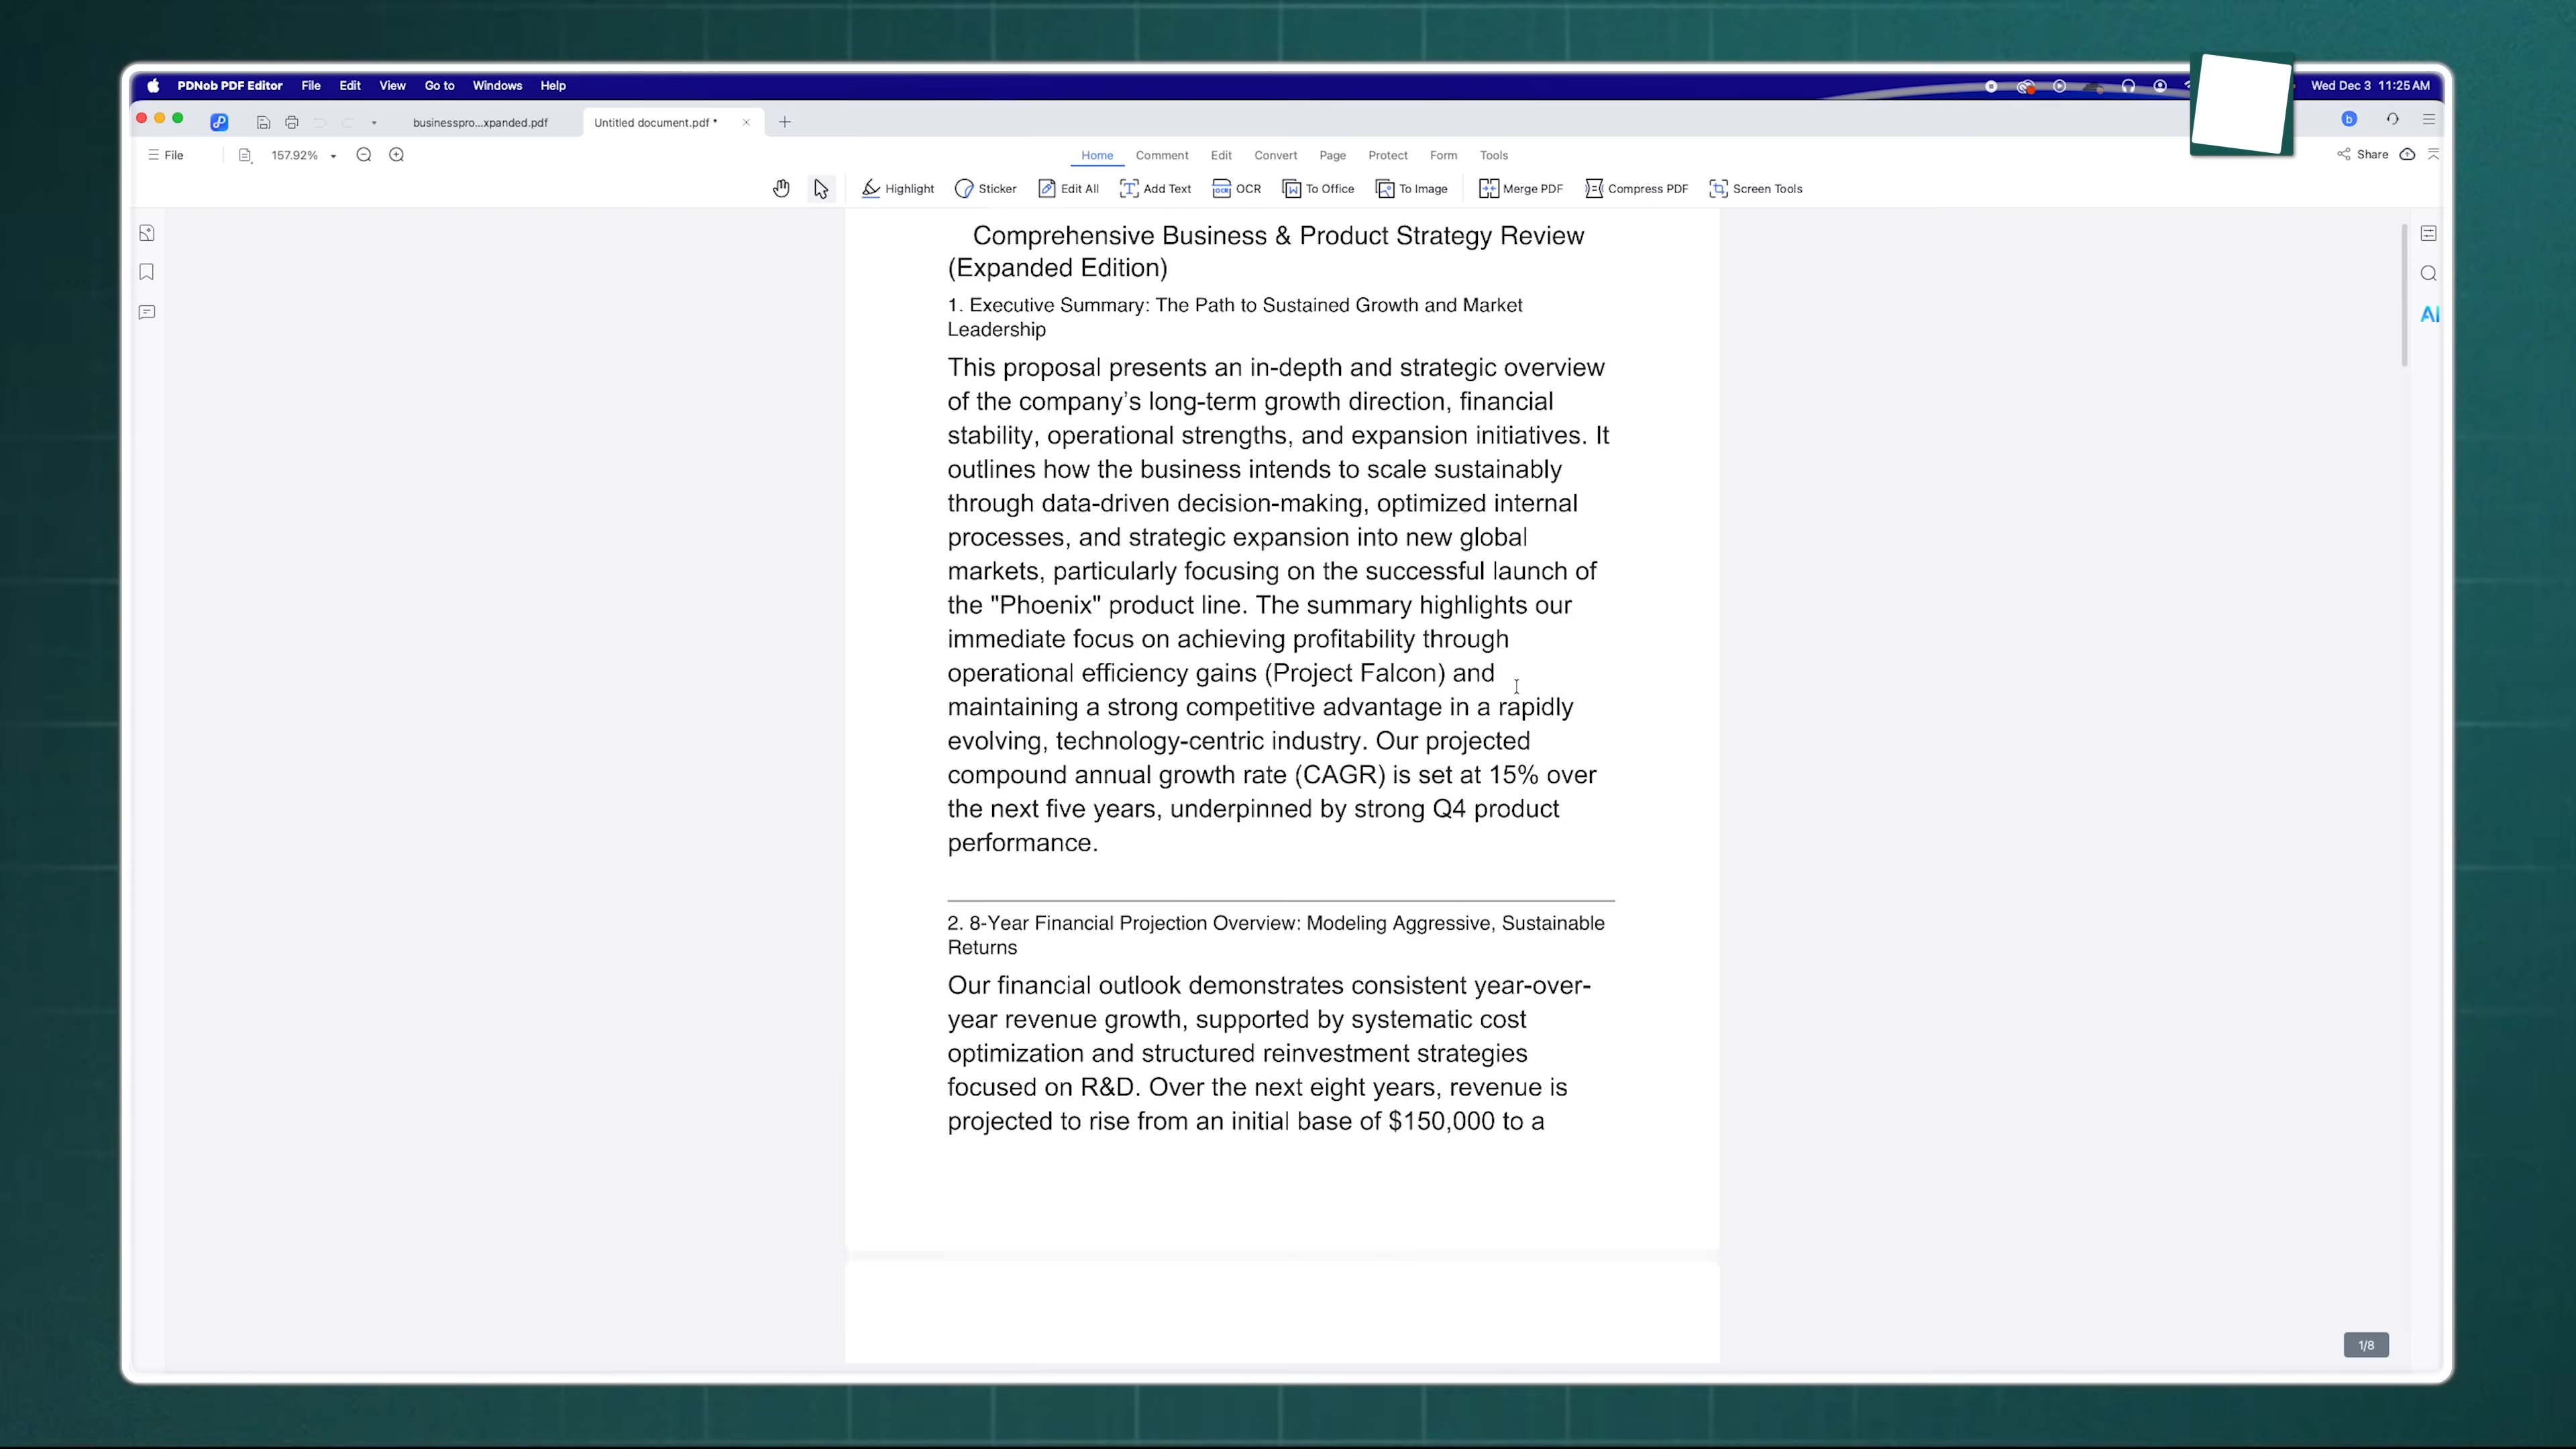 PDNob PDF Editor File Edit View Go to Windows Help Wed Dec 3 11:25 AM
businesspro...xpanded.pdf Untitled document.pdf *
b
File 157.92% Home Comment Edit Convert Page Protect Form Tools Share
Highlight Sticker Edit All Add Text OCR To Office To Image Merge PDF Compress PDF Screen Tools
AI
Comprehensive Business & Product Strategy Review
(Expanded Edition)
1. Executive Summary: The Path to Sustained Growth and Market
Leadership
This proposal presents an in-depth and strategic overview
of the company’s long-term growth direction, financial
stability, operational strengths, and expansion initiatives. It
outlines how the business intends to scale sustainably
through data-driven decision-making, optimized internal
processes, and strategic expansion into new global
markets, particularly focusing on the successful launch of
the "Phoenix" product line. The summary highlights our
immediate focus on achieving profitability through
operational efficiency gains (Project Falcon) and
maintaining a strong competitive advantage in a rapidly
evolving, technology-centric industry. Our projected
compound annual growth rate (CAGR) is set at 15% over
the next five years, underpinned by strong Q4 product
performance.
2. 8-Year Financial Projection Overview: Modeling Aggressive, Sustainable
Returns
Our financial outlook demonstrates consistent year-over-
year revenue growth, supported by systematic cost
optimization and structured reinvestment strategies
focused on R&D. Over the next eight years, revenue is
projected to rise from an initial base of $150,000 to a
1/8